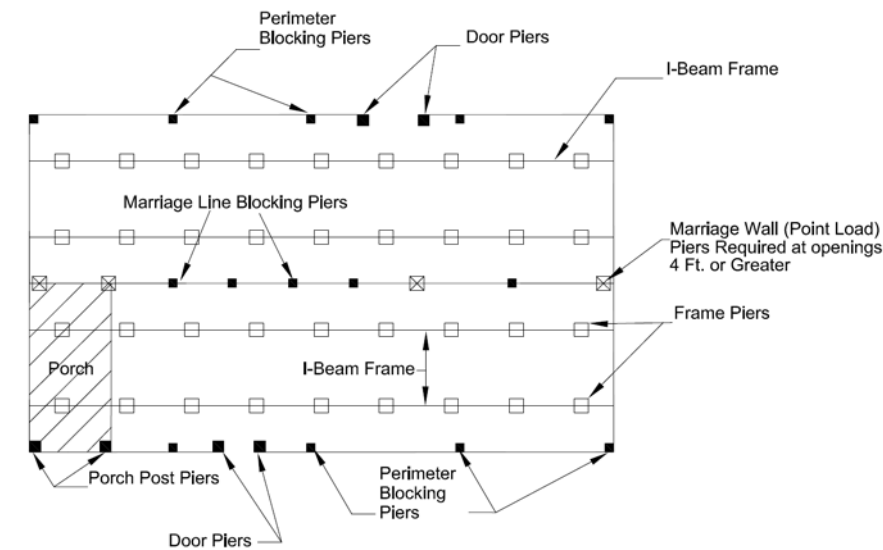 Perimeter
Blocking Piers
Door Piers
I-Beam Frame
Marriage Line Blocking Piers
Marriage Wall (Point Load)
Piers Required at openings
4 Ft. or Greater
Frame Piers
Porch
I-Beam Frame
Porch Post Piers
Perimeter
Blocking
Piers
Door Piers